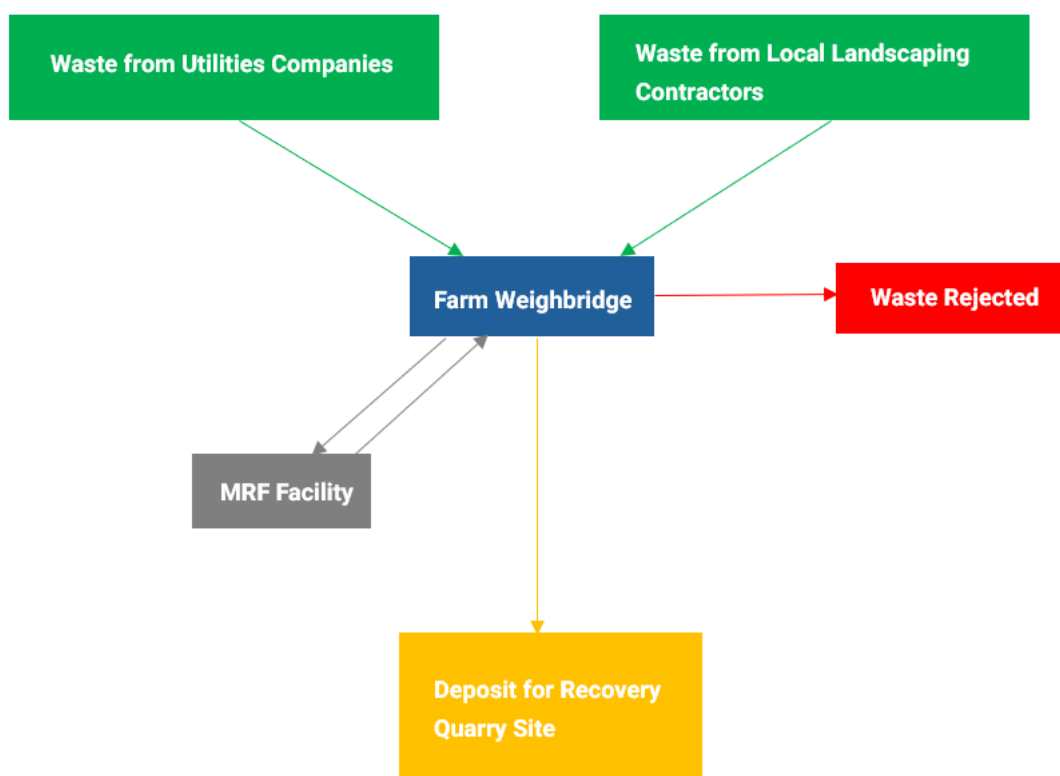 Waste from Utilities Companies
Waste from Local Landscaping
Contractors
Farm Weighbridge
Waste Rejected
MRF Facility
Deposit for Recovery
Quarry Site